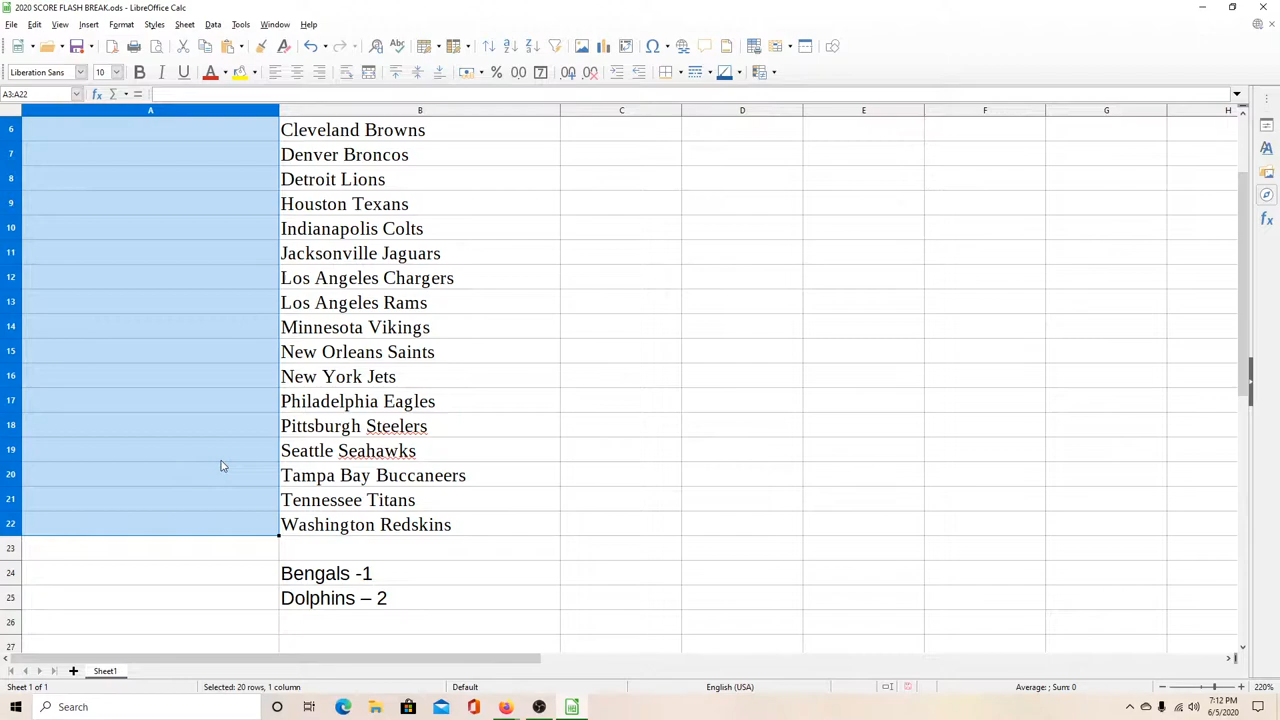 2020 SCORE FLASH BREAK.ods - LibreOffice Calc
File Edit View Insert Format Styles Sheet Data Tools Window Help
Liberation Sans 10
A3:A22
A B C D E F G H
6 Cleveland Browns
7 Denver Broncos
8 Detroit Lions
9 Houston Texans
10 Indianapolis Colts
11 Jacksonville Jaguars
12 Los Angeles Chargers
13 Los Angeles Rams
14 Minnesota Vikings
15 New Orleans Saints
16 New York Jets
17 Philadelphia Eagles
18 Pittsburgh Steelers
19 Seattle Seahawks
20 Tampa Bay Buccaneers
21 Tennessee Titans
22 Washington Redskins
23
24 Bengals -1
25 Dolphins – 2
26
27
Sheet1
Sheet 1 of 1 Selected: 20 rows, 1 column Default English (USA) Average: ; Sum: 0 220%
Search 7:12 PM
6/5/2020